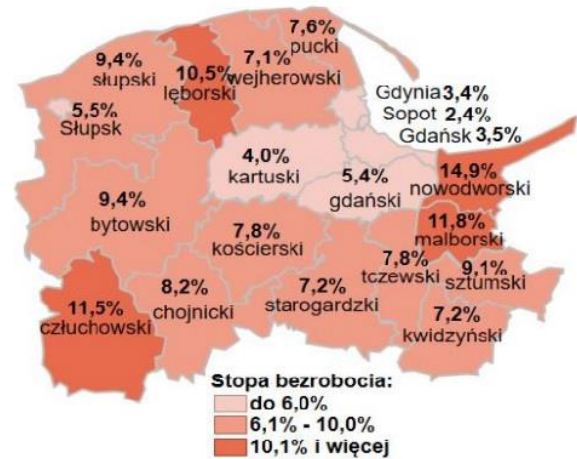 7,6%
pucki
9,4%
słupski
10,5%
lęborski
7,1%
wejherowski
Gdynia 3,4%
Sopot 2,4%
Gdańsk 3,5%
5,5%
Słupsk
4,0%
kartuski
5,4%
gdański
14,9%
nowodworski
9,4%
bytowski
7,8%
kościerski
11,8%
malborski
7,8%
tczewski
9,1%
sztumski
11,5%
człuchowski
8,2%
chojnicki
7,2%
starogardzki
7,2%
kwidzyński
Stopa bezrobocia:
do 6,0%
6,1% - 10,0%
10,1% i więcej